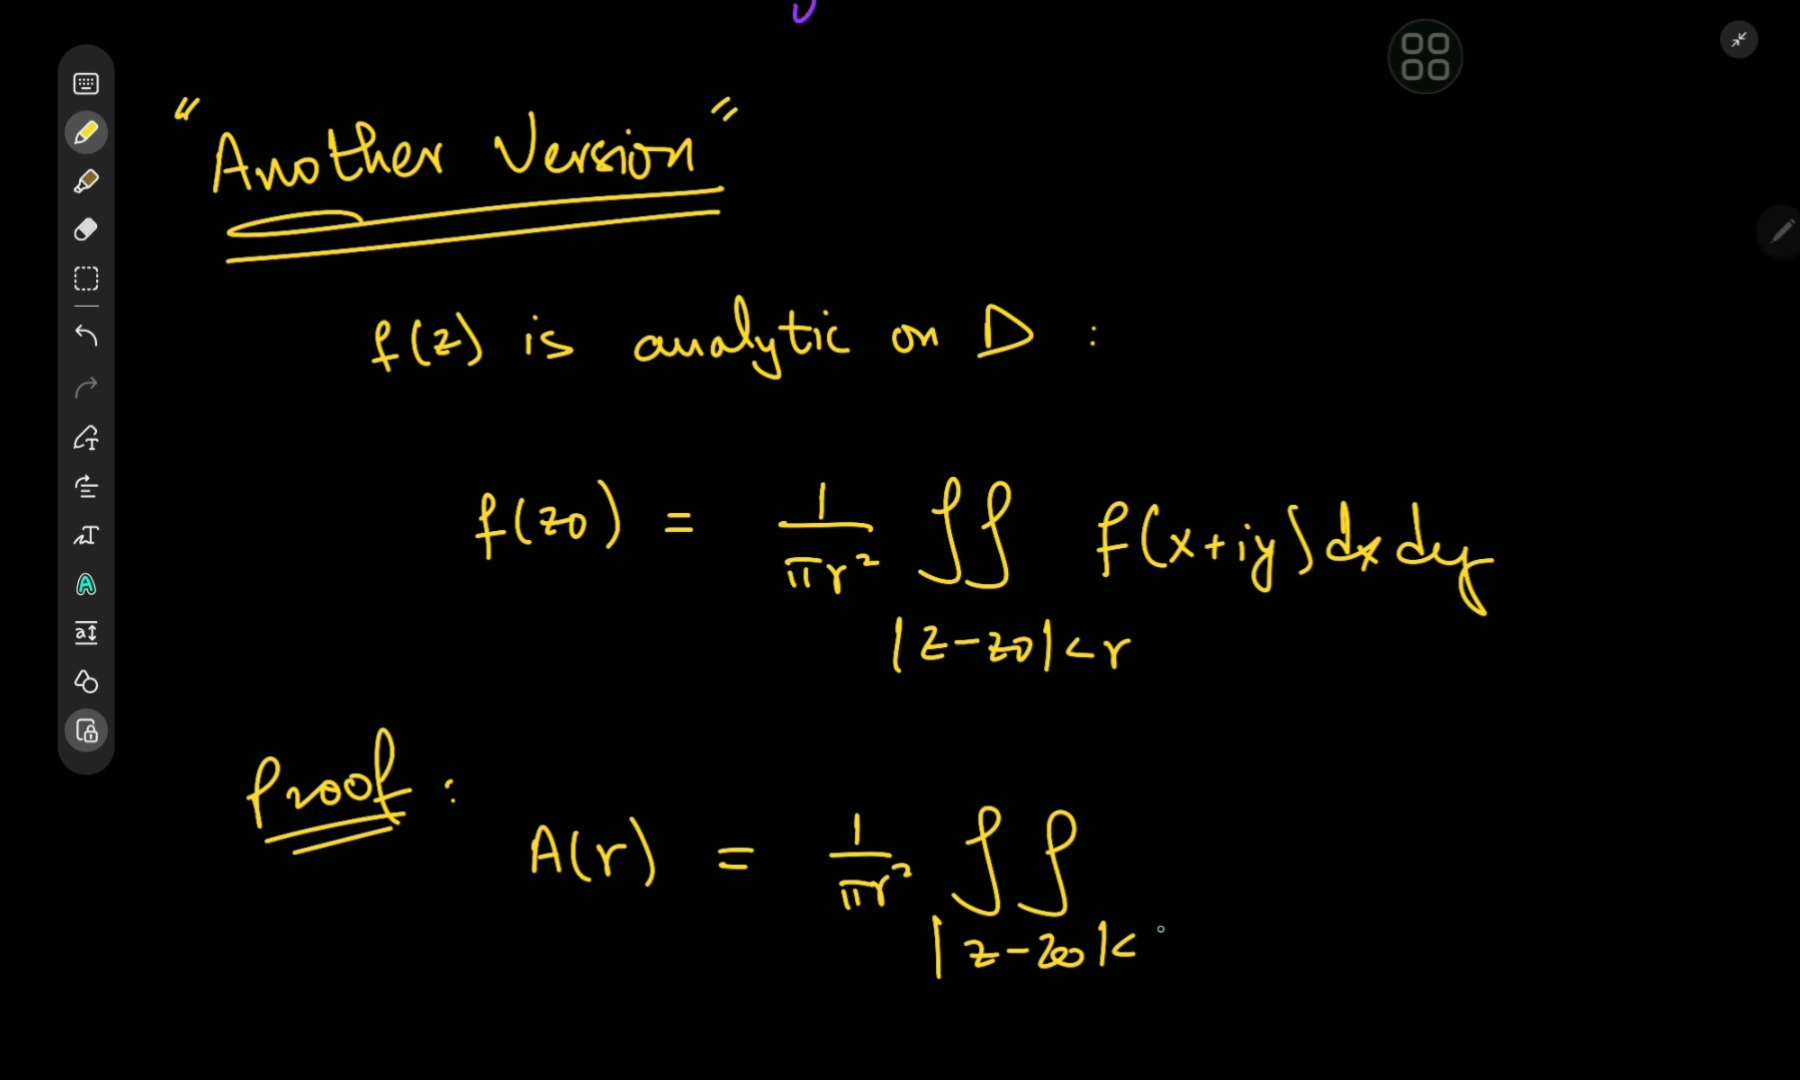 "Another Version"
f(z) is analytic on D :
f(z0) = 1/πr² ∬ f(x+iy) dx dy
|z-z0|<r
Proof :
A(r) = 1/πr² ∬
|z-z0|<